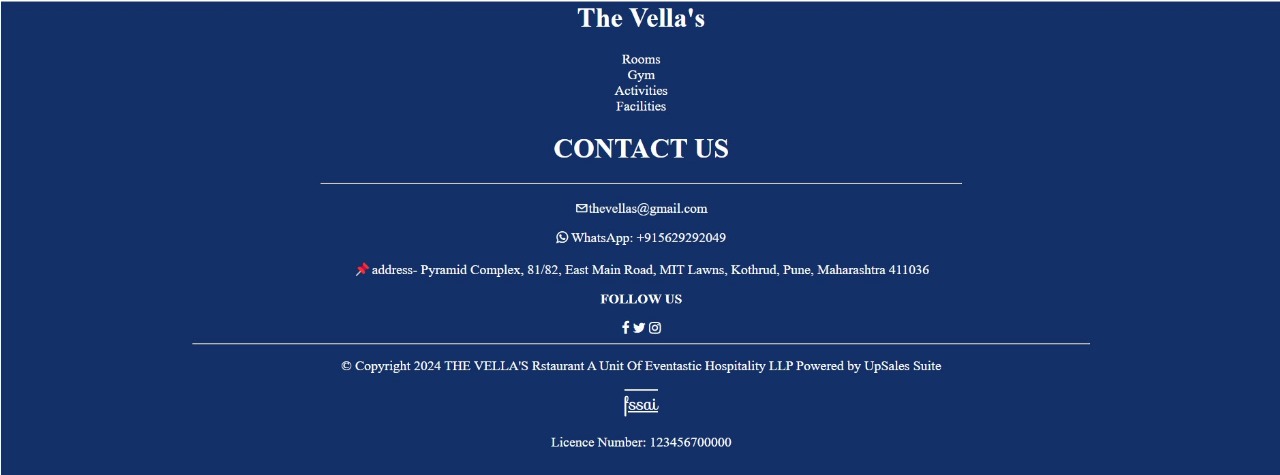 The Vella's
Rooms
Gym
Activities
Facilities
CONTACT US
thevellas@gmail.com
WhatsApp: +915629292049
address- Pyramid Complex, 81/82, East Main Road, MIT Lawns, Kothrud, Pune, Maharashtra 411036
FOLLOW US
© Copyright 2024 THE VELLA'S Rstaurant A Unit Of Eventastic Hospitality LLP Powered by UpSales Suite
fssai
Licence Number: 123456700000